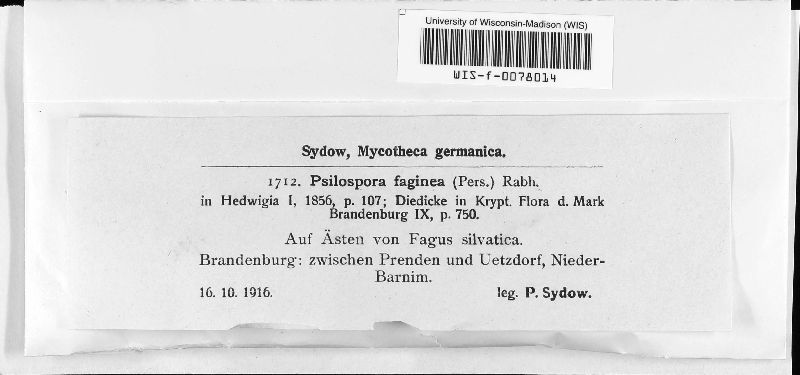 University of Wisconsin-Madison (WIS)
WIS-f-0078014
Sydow, Mycotheca germanica.
1712. Psilospora faginea (Pers.) Rabh.
in Hedwigia I, 1856, p. 107; Diedicke in Krypt. Flora d. Mark
Brandenburg IX, p. 750.
Auf Ästen von Fagus silvatica.
Brandenburg: zwischen Prenden und Uetzdorf, Nieder-
Barnim.
16. 10. 1916. leg. P. Sydow.